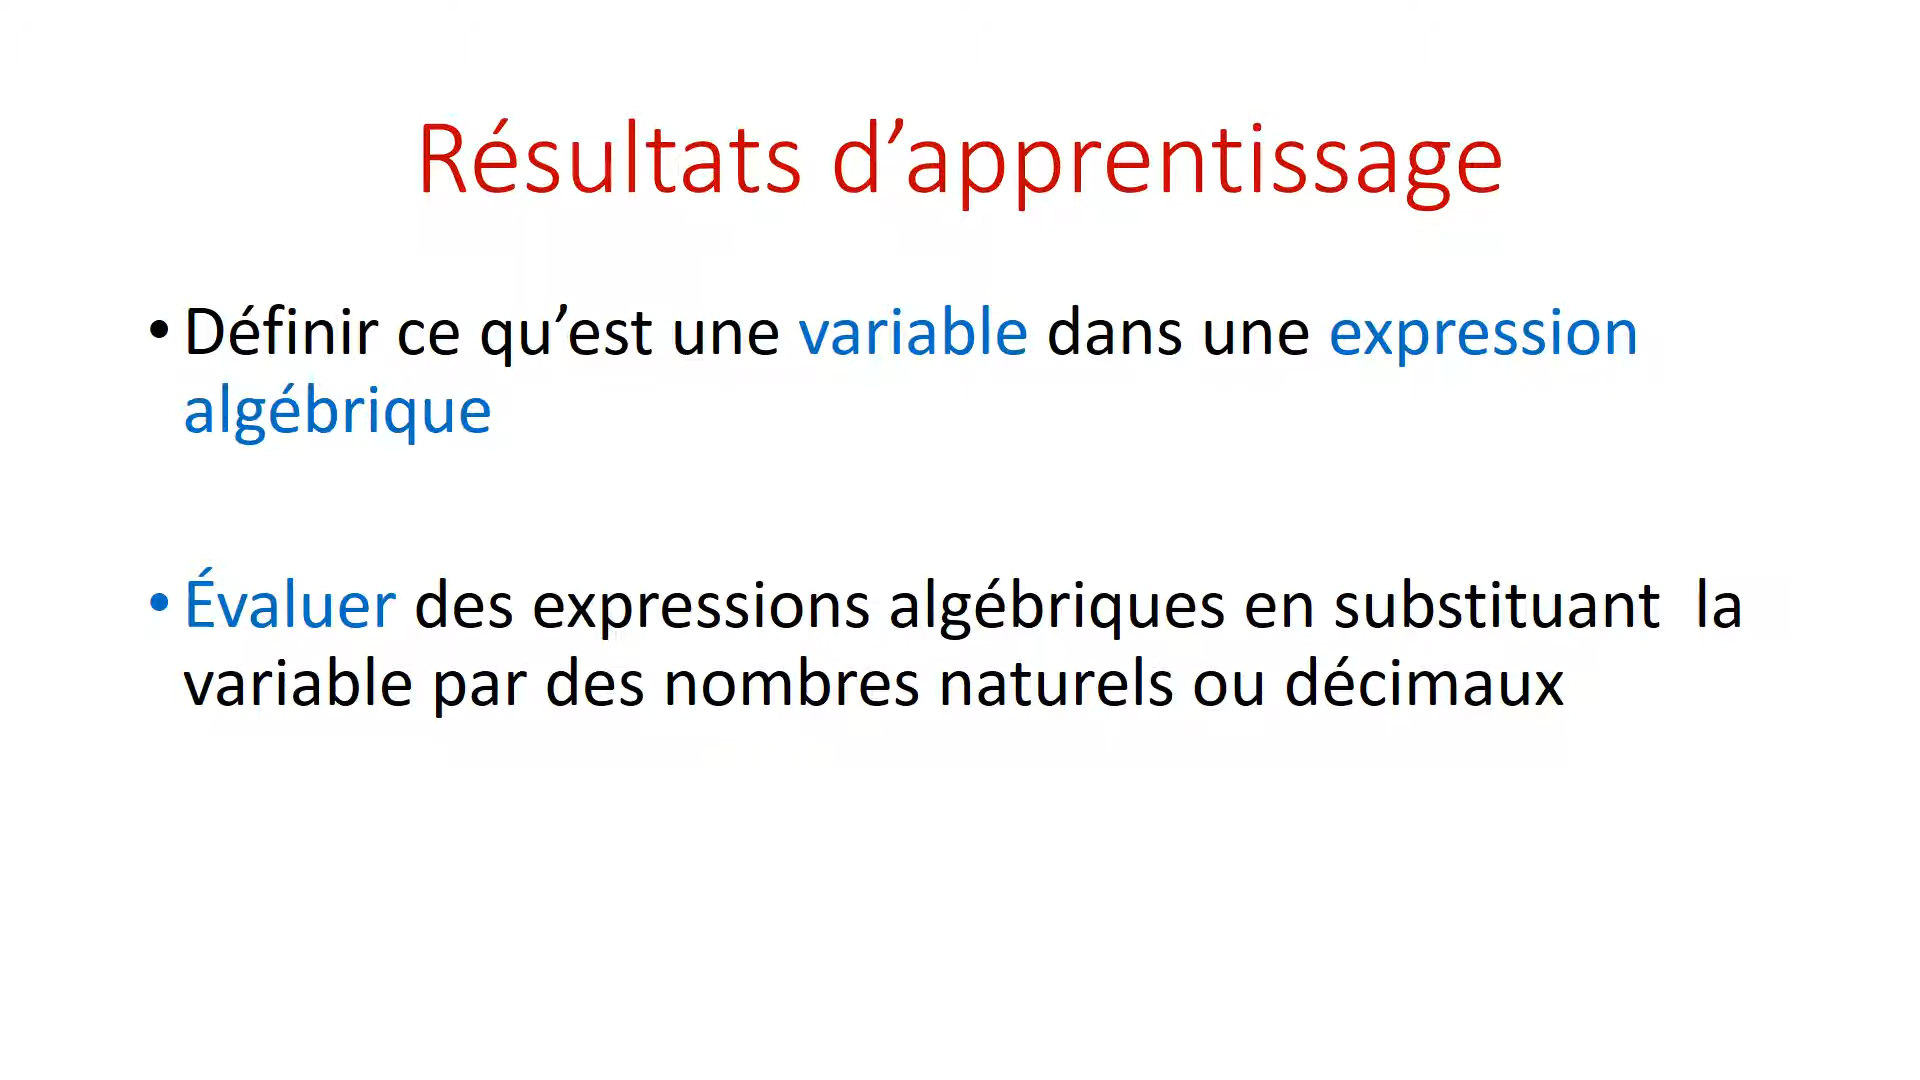 Résultats d’apprentissage
• Définir ce qu’est une variable dans une expression
algébrique
• Évaluer des expressions algébriques en substituant  la
variable par des nombres naturels ou décimaux